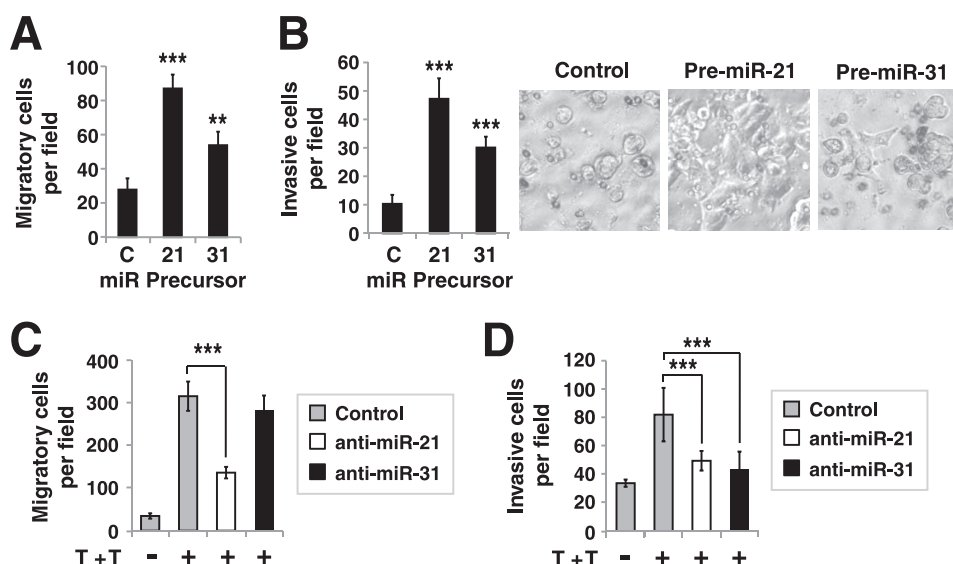 A
Migratory cells
per field
100
80
60
40
20
0
***
**
C 21 31
miR Precursor
B
Invasive cells
per field
60
50
40
30
20
10
0
***
***
C 21 31
miR Precursor
Control Pre-miR-21 Pre-miR-31
C
Migratory cells
per field
400
300
200
100
0
***
T +T - + + +
Control
anti-miR-21
anti-miR-31
D
Invasive cells
per field
120
100
80
60
40
20
0
***
***
T +T - + + +
Control
anti-miR-21
anti-miR-31